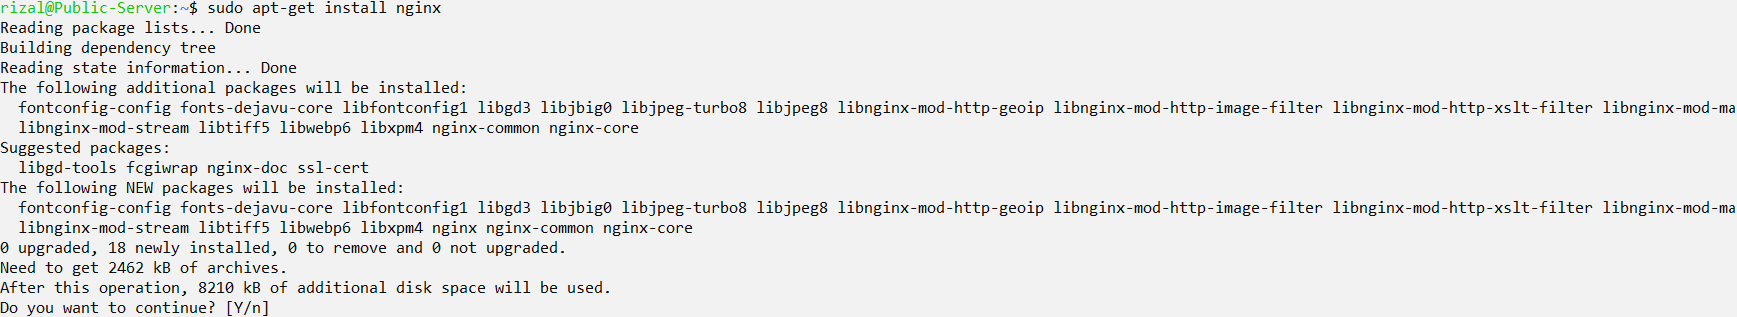 rizal@Public-Server:~$ sudo apt-get install nginx
Reading package lists... Done
Building dependency tree
Reading state information... Done
The following additional packages will be installed:
  fontconfig-config fonts-dejavu-core libfontconfig1 libgd3 libjbig0 libjpeg-turbo8 libjpeg8 libnginx-mod-http-geoip libnginx-mod-http-image-filter libnginx-mod-http-xslt-filter libnginx-mod-ma
  libnginx-mod-stream libtiff5 libwebp6 libxpm4 nginx-common nginx-core
Suggested packages:
  libgd-tools fcgiwrap nginx-doc ssl-cert
The following NEW packages will be installed:
  fontconfig-config fonts-dejavu-core libfontconfig1 libgd3 libjbig0 libjpeg-turbo8 libjpeg8 libnginx-mod-http-geoip libnginx-mod-http-image-filter libnginx-mod-http-xslt-filter libnginx-mod-ma
  libnginx-mod-stream libtiff5 libwebp6 libxpm4 nginx nginx-common nginx-core
0 upgraded, 18 newly installed, 0 to remove and 0 not upgraded.
Need to get 2462 kB of archives.
After this operation, 8210 kB of additional disk space will be used.
Do you want to continue? [Y/n]